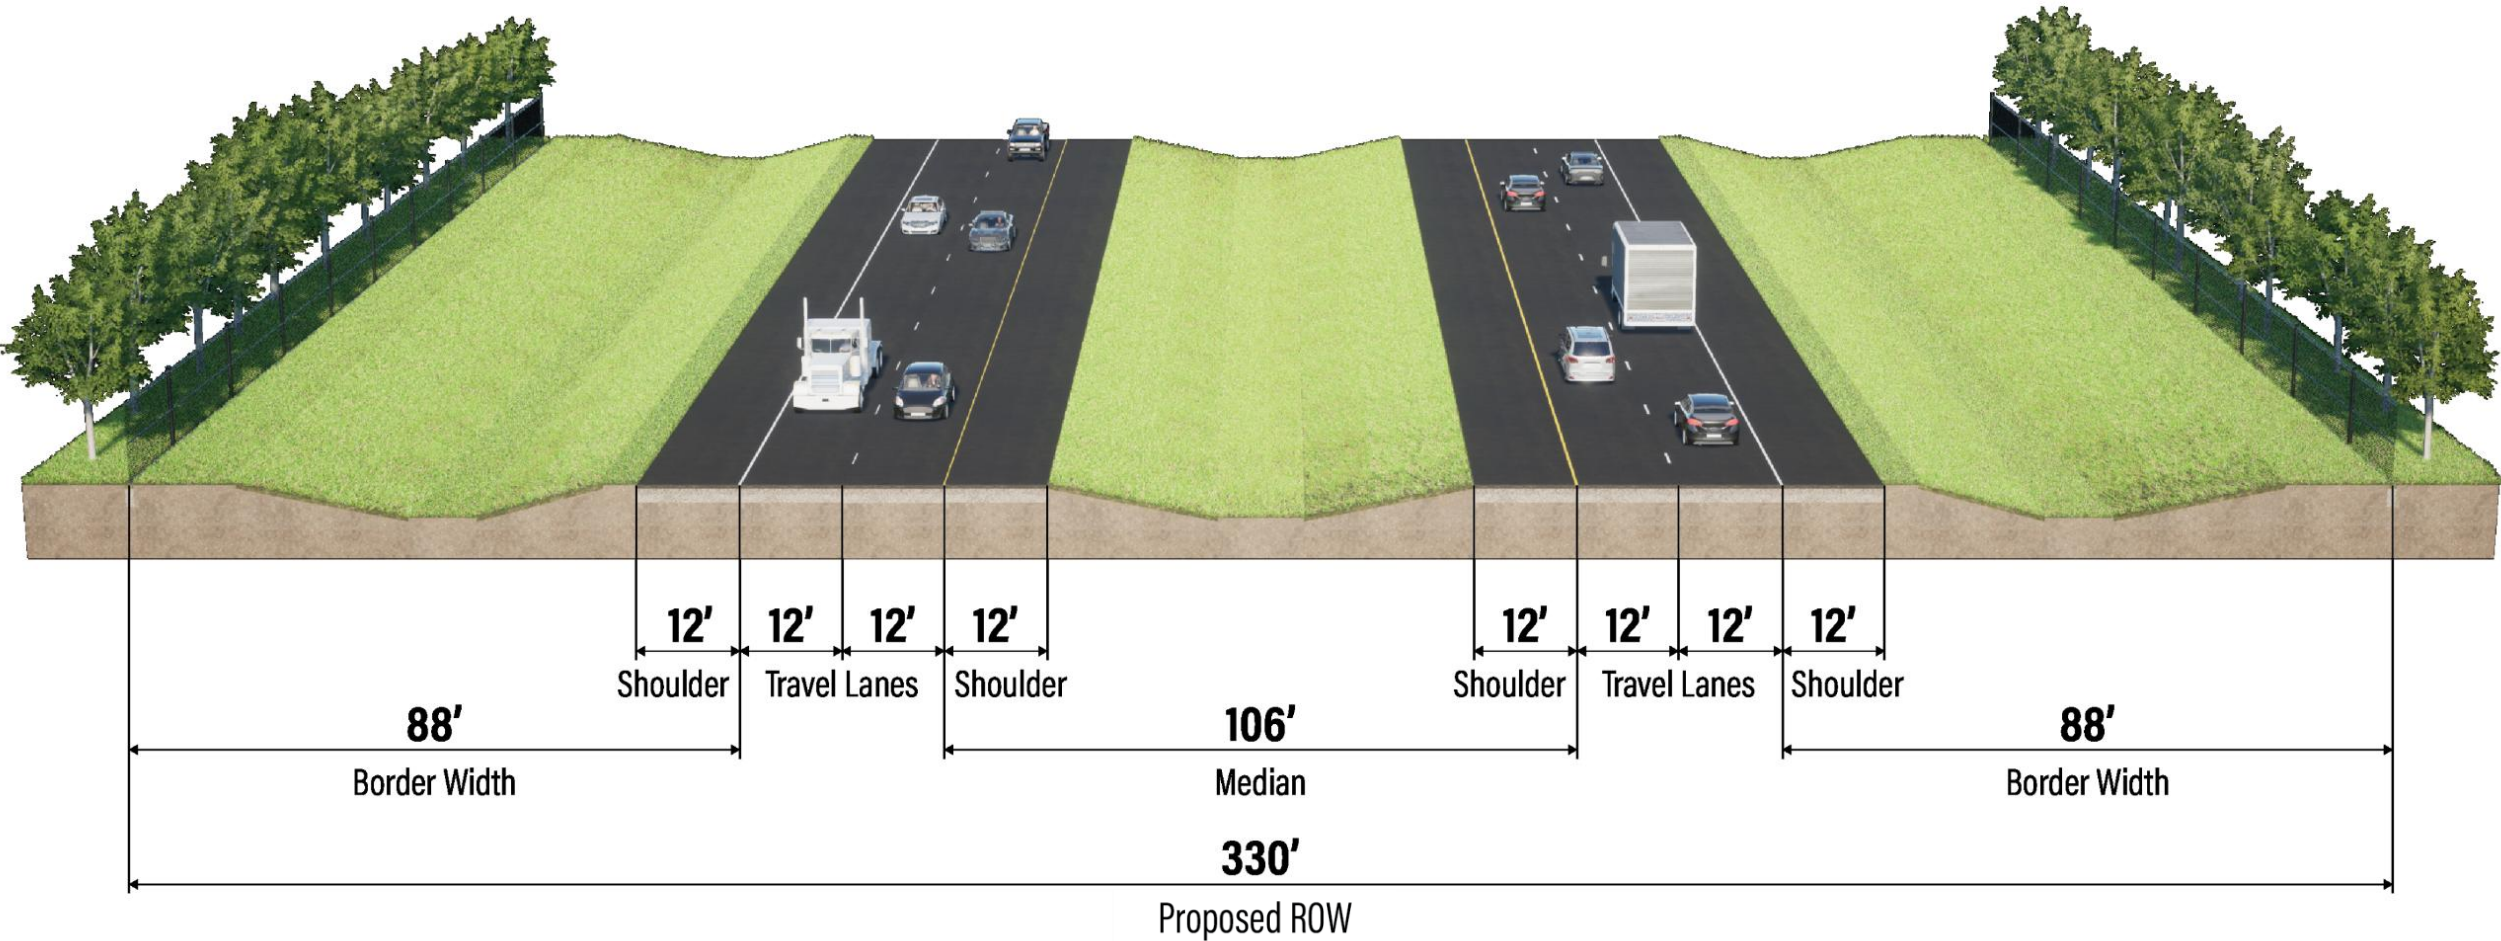 12’ 12’ 12’ 12’ 12’ 12’ 12’ 12’
Shoulder Travel Lanes Shoulder Shoulder Travel Lanes Shoulder
88’ 106’ 88’
Border Width Median Border Width
330’
Proposed ROW